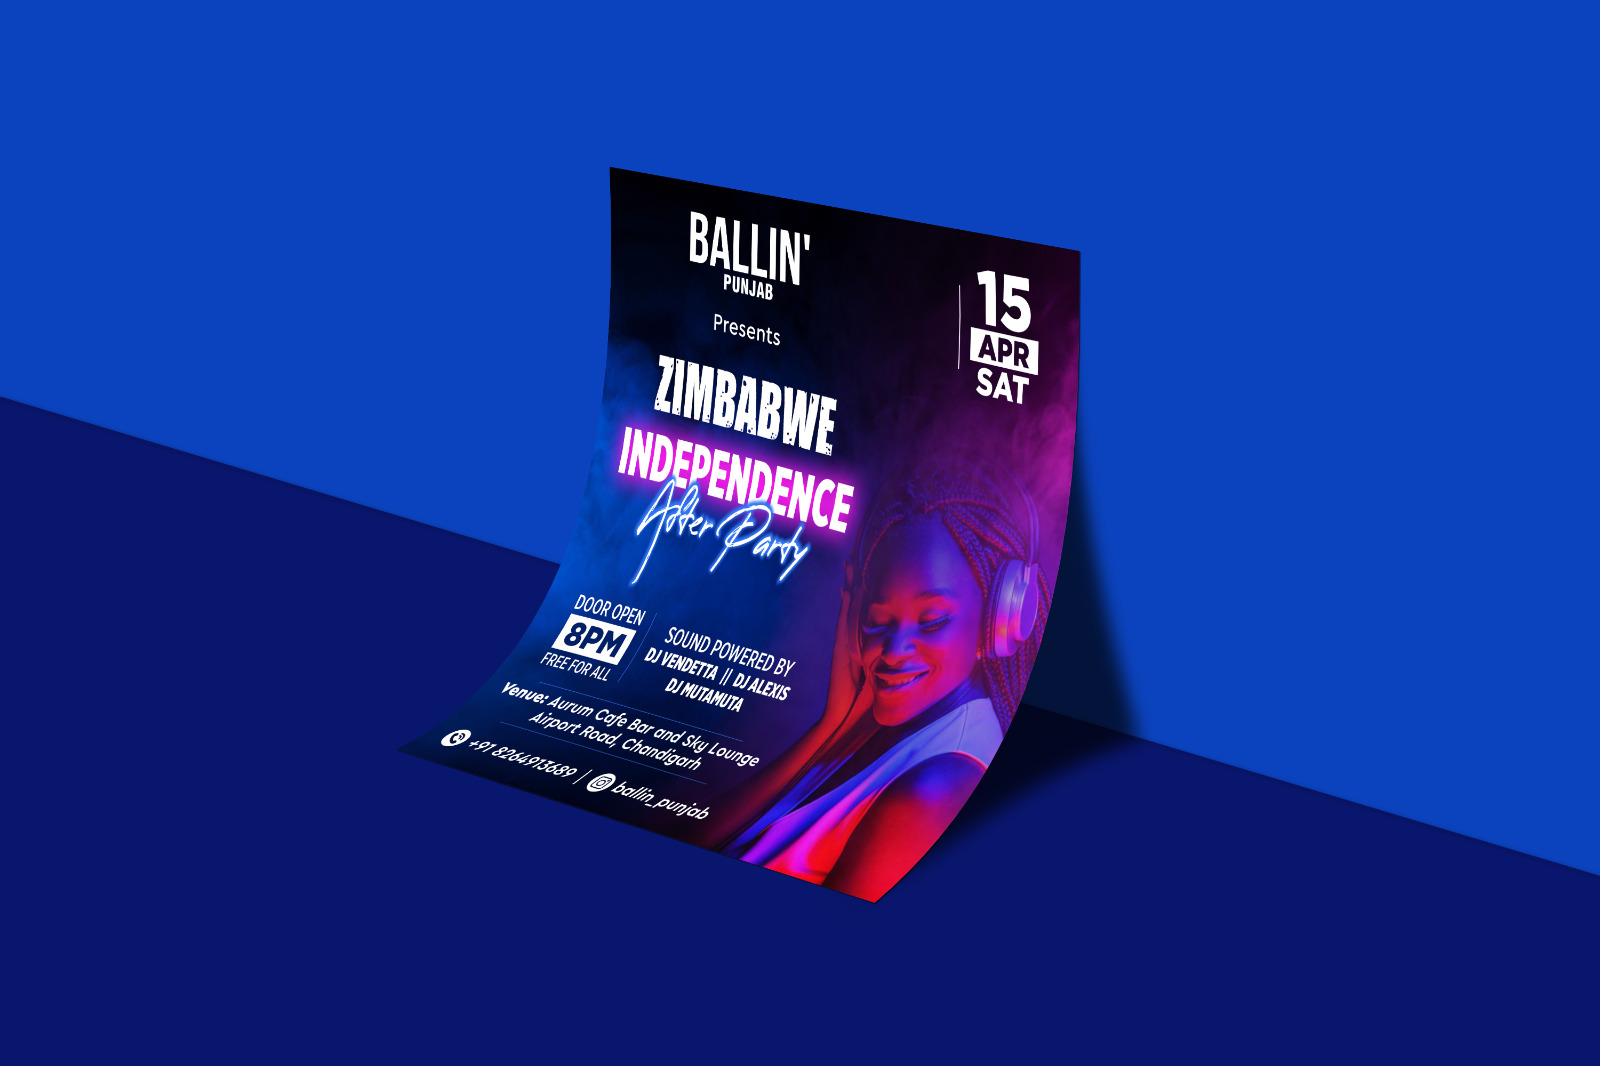 BALLIN'
PUNJAB
Presents
15
APR
SAT
ZIMBABWE
INDEPENDENCE
After Party
DOOR OPEN
8PM
FREE FOR ALL
SOUND POWERED BY
DJ VENDETTA || DJ ALEXIS
DJ MUTAMUTA
Venue: Aurum Cafe Bar and Sky Lounge
Airport Road, Chandigarh
+91 8264913689 | ballin_punjab